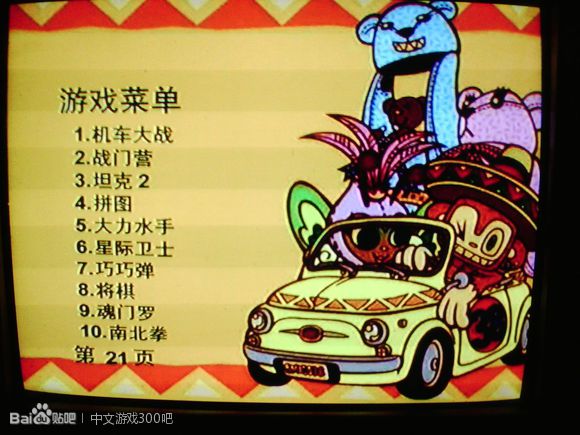 游戏菜单
1.机车大战
2.战门营
3.坦克 2
4.拼图
5.大力水手
6.星际卫士
7.巧巧弹
8.将棋
9.魂门罗
10.南北拳
第 21 页
Bai du 贴吧 | 中文游戏300吧